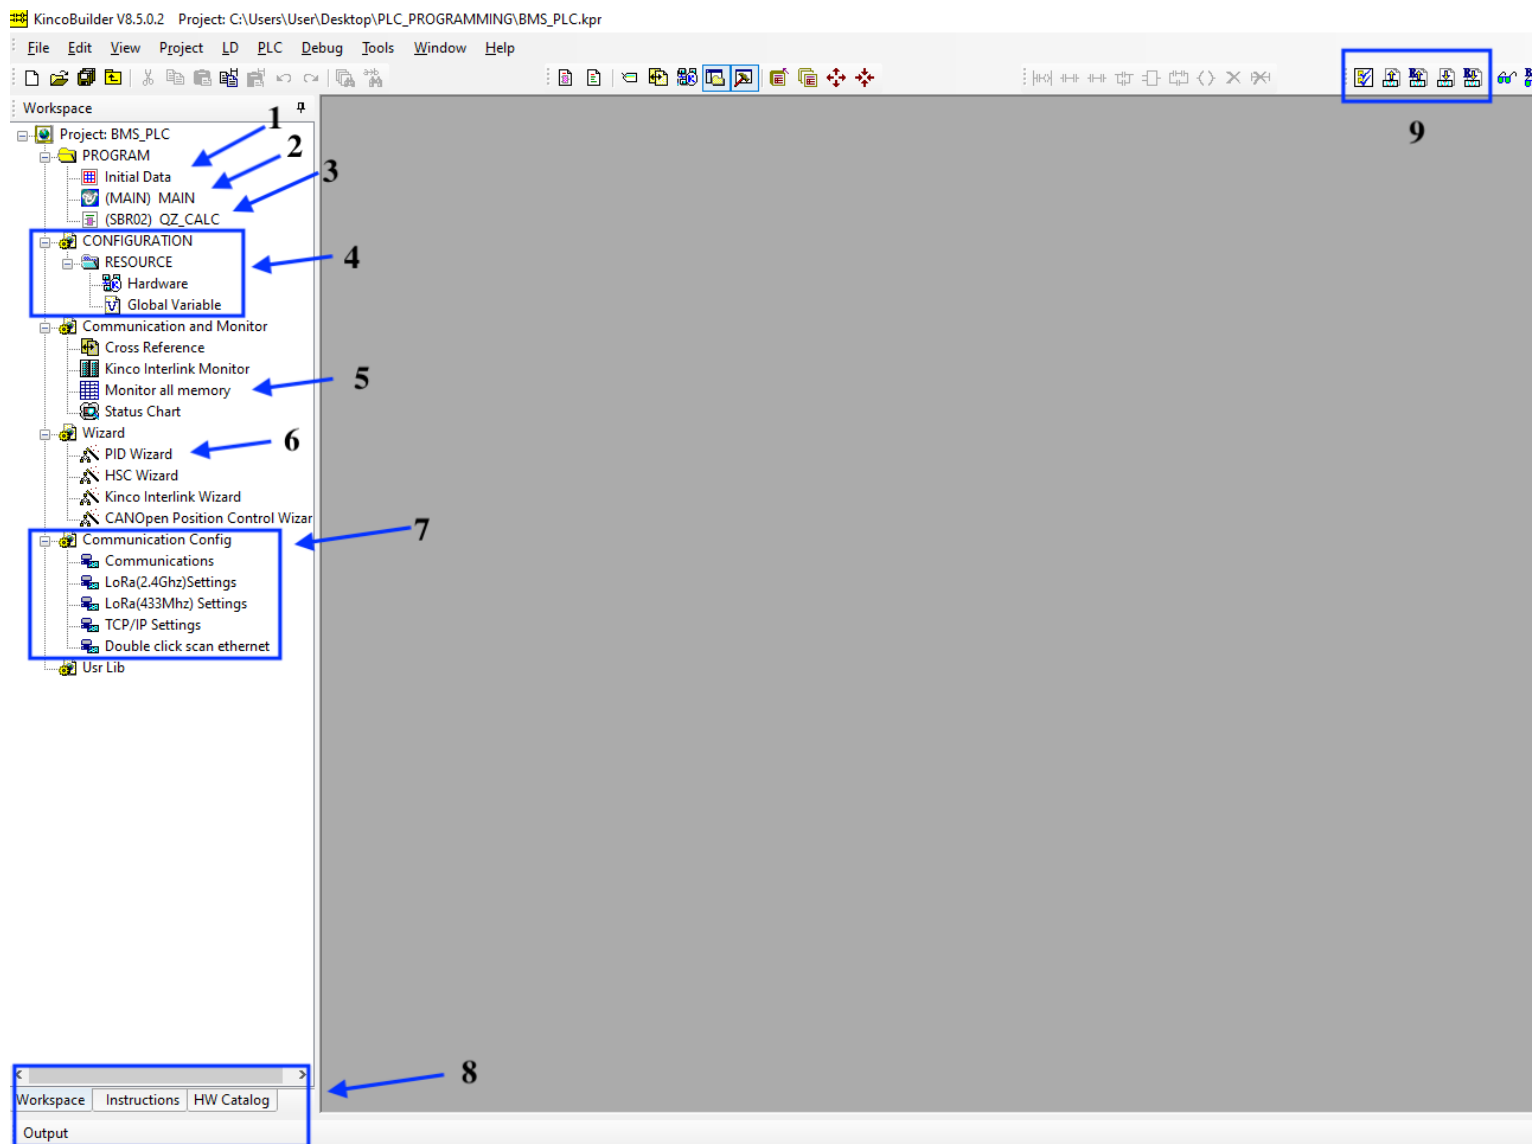 KincoBuilder V8.5.0.2 Project: C:\Users\User\Desktop\PLC_PROGRAMMING\BMS_PLC.kpr
File Edit View Project LD PLC Debug Tools Window Help
Workspace
Project: BMS_PLC
1
PROGRAM
2
Initial Data
3
(MAIN) MAIN
(SBR02) QZ_CALC
CONFIGURATION
RESOURCE
4
Hardware
Global Variable
Communication and Monitor
Cross Reference
Kinco Interlink Monitor
5
Monitor all memory
Status Chart
Wizard
6
PID Wizard
HSC Wizard
Kinco Interlink Wizard
CANOpen Position Control Wizar
7
Communication Config
Communications
LoRa(2.4Ghz)Settings
LoRa(433Mhz) Settings
TCP/IP Settings
Double click scan ethernet
Usr Lib
8
Workspace Instructions HW Catalog
Output
9